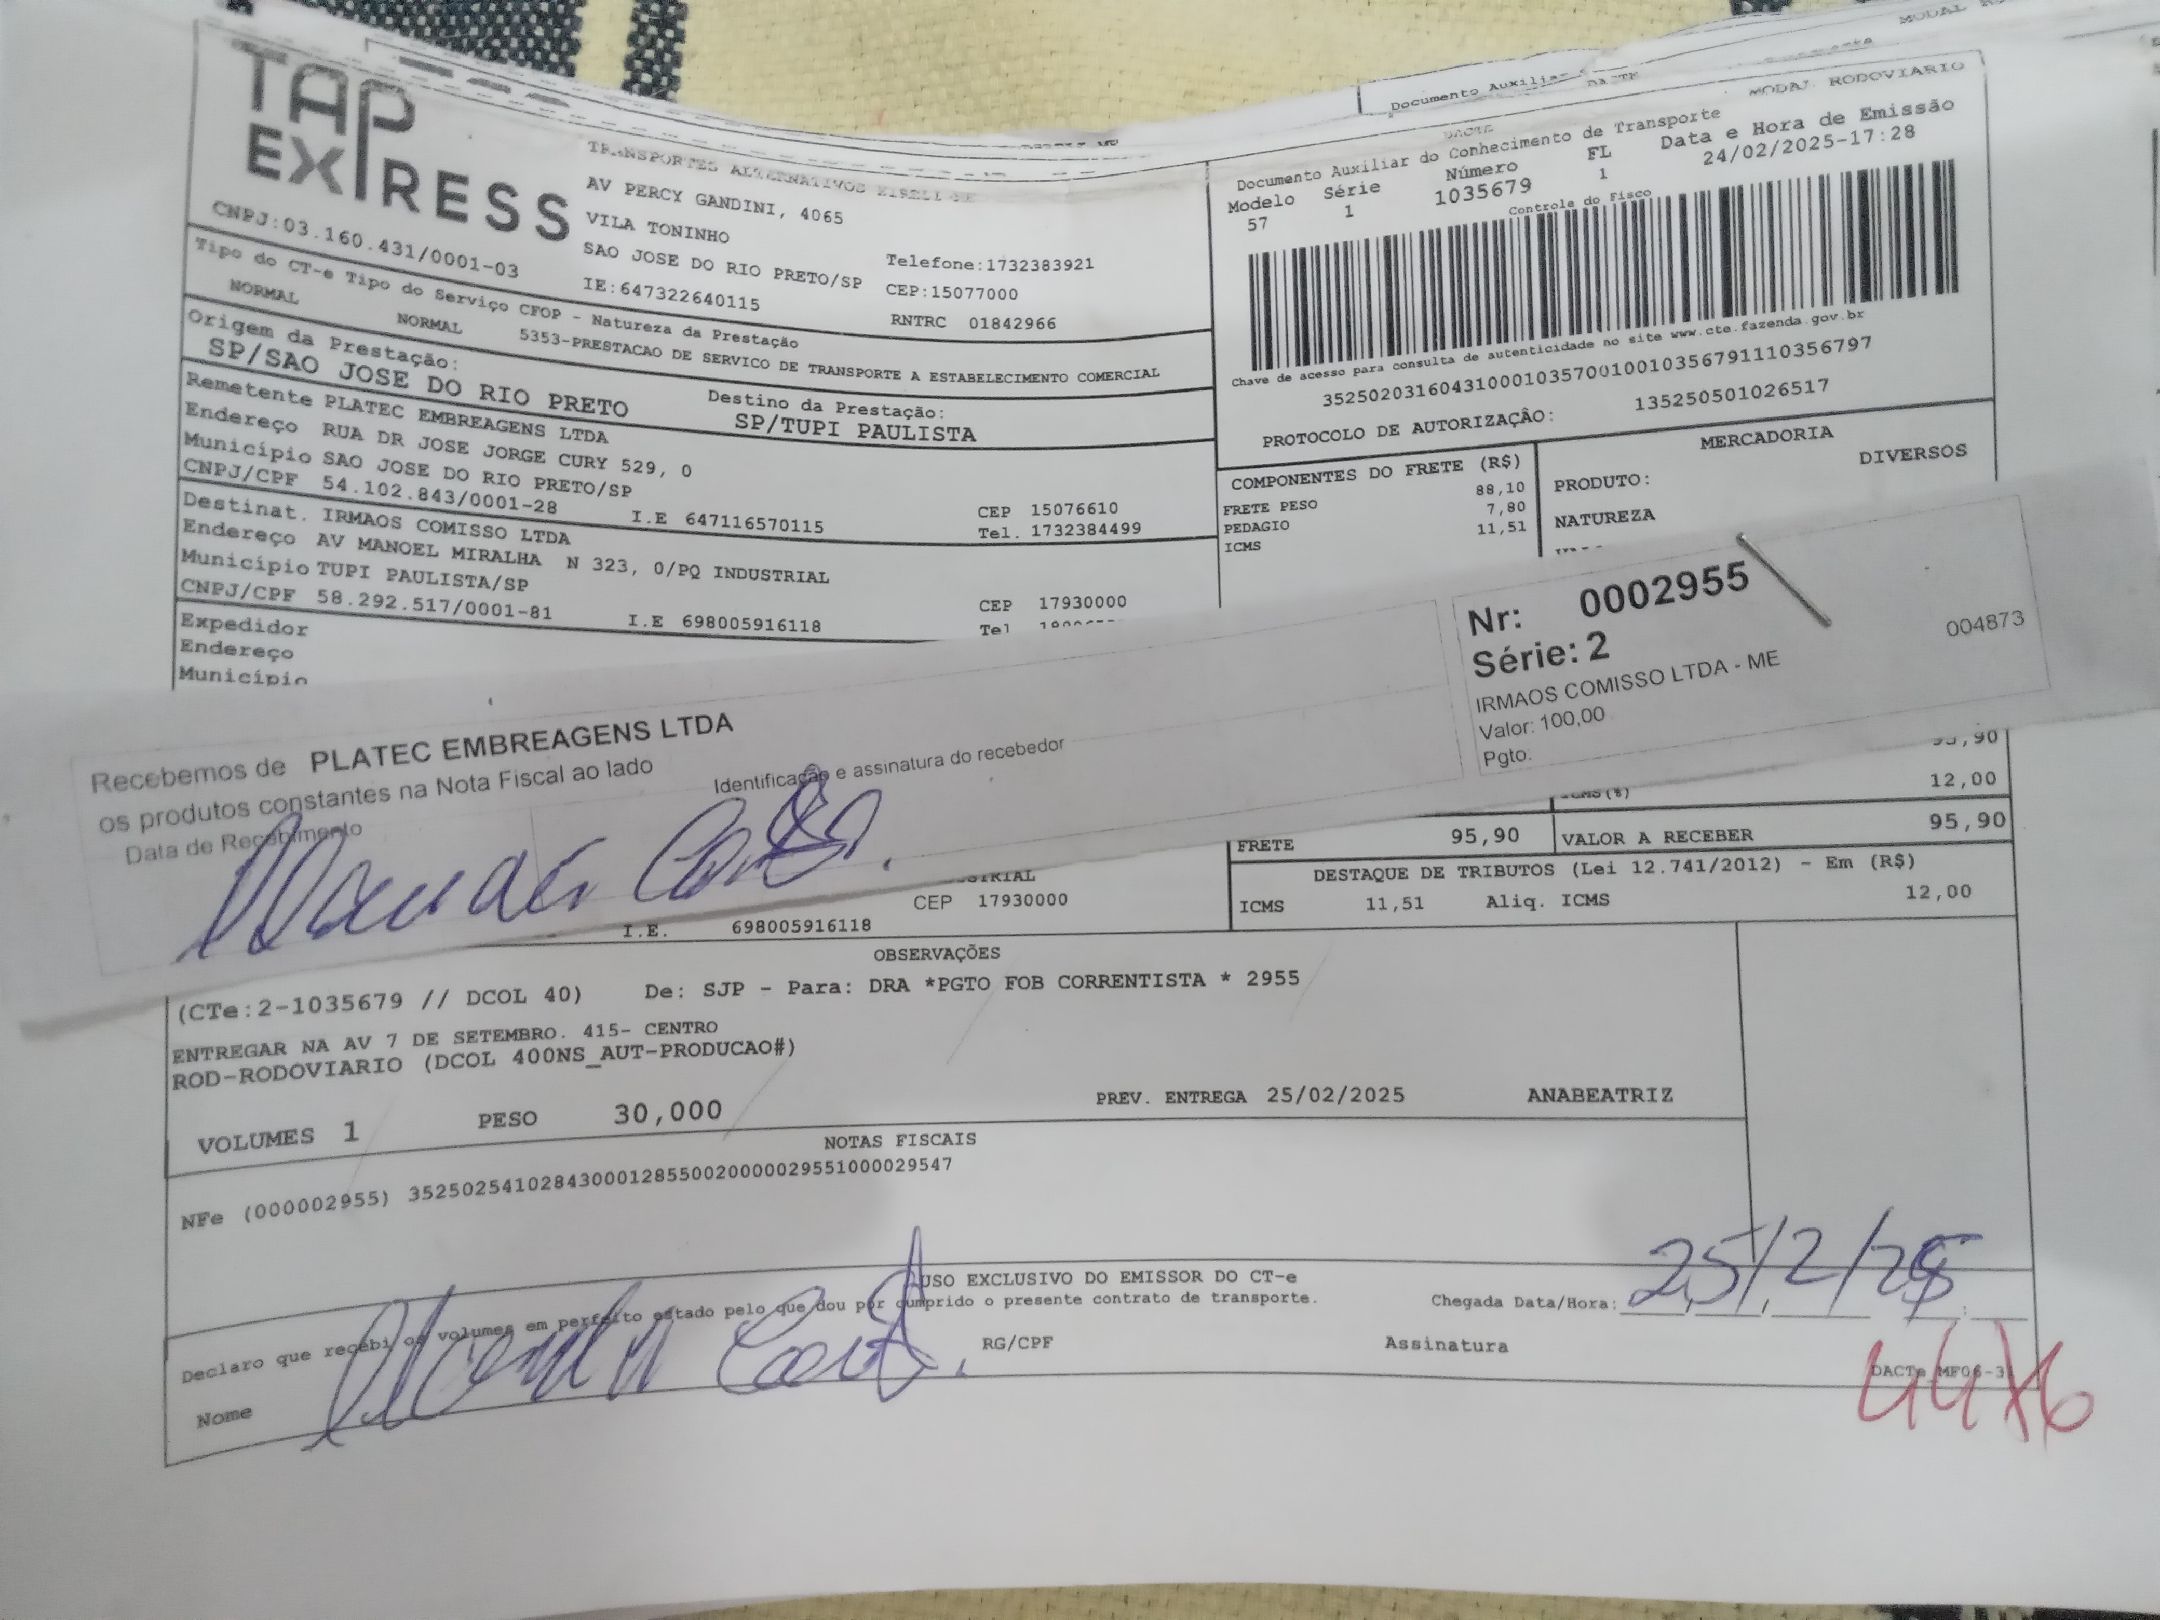 TAP EXPRESS
TRANSPORTES ALTERNATIVOS EIRELI
AV PERCY GANDINI, 4065
VILA TONINHO
SAO JOSE DO RIO PRETO/SP
Telefone:1732383921
CEP:15077000
IE:647322640115
RNTRC 01842966
CNPJ:03.160.431/0001-03
Tipo do CT-e Tipo do Serviço CFOP - Natureza da Prestação
NORMAL NORMAL 5353-PRESTACAO DE SERVICO DE TRANSPORTE A ESTABELECIMENTO COMERCIAL
Origem da Prestação:
SP/SAO JOSE DO RIO PRETO
Destino da Prestação:
SP/TUPI PAULISTA
Remetente PLATEC EMBREAGENS LTDA
Endereço RUA DR JOSE JORGE CURY 529, 0
Município SAO JOSE DO RIO PRETO/SP CEP 15076610
CNPJ/CPF 54.102.843/0001-28 I.E 647116570115 Tel. 1732384499
Destinat. IRMAOS COMISSO LTDA
Endereço AV MANOEL MIRALHA N 323, 0/PQ INDUSTRIAL
Município TUPI PAULISTA/SP CEP 17930000
CNPJ/CPF 58.292.517/0001-81 I.E 698005916118 Tel
Expedidor
Endereço
Município
Documento Auxiliar
MODAL
DACTE MODAL RODOVIARIO
Documento Auxiliar do Conhecimento de Transporte
Modelo Série Número FL Data e Hora de Emissão
57 1 1035679 1 24/02/2025-17:28
Controle do Fisco
Chave de acesso para consulta de autenticidade no site www.cte.fazenda.gov.br
35250203160431000103570010010356791110356797
PROTOCOLO DE AUTORIZAÇÃO: 135250501026517
COMPONENTES DO FRETE (R$)
FRETE PESO 88,10
PEDAGIO 7,80
ICMS 11,51
MERCADORIA
PRODUTO: DIVERSOS
NATUREZA
Nr: 0002955
Série: 2
004873
IRMAOS COMISSO LTDA - ME
Valor: 100,00
Pgto.
Recebemos de PLATEC EMBREAGENS LTDA
os produtos constantes na Nota Fiscal ao lado
Data de Recebimento
Identificação e assinatura do recebedor
95,90
ICMS(%) 12,00
FRETE 95,90 VALOR A RECEBER 95,90
DESTAQUE DE TRIBUTOS (Lei 12.741/2012) - Em (R$)
ICMS 11,51 Aliq. ICMS 12,00
CEP 17930000
I.E. 698005916118
OBSERVAÇÕES
(CTe:2-1035679 // DCOL 40) De: SJP - Para: DRA *PGTO FOB CORRENTISTA * 2955
ENTREGAR NA AV 7 DE SETEMBRO. 415- CENTRO
ROD-RODOVIARIO (DCOL 400NS_AUT-PRODUCAO#)
VOLUMES 1 PESO 30,000 PREV. ENTREGA 25/02/2025 ANABEATRIZ
NOTAS FISCAIS
NFe (000002955) 35250254102843000128550020000029551000029547
USO EXCLUSIVO DO EMISSOR DO CT-e
Declaro que recebi os volumes em perfeito estado pelo que dou por cumprido o presente contrato de transporte.
Chegada Data/Hora: 25/2/25
Nome RG/CPF Assinatura
DACTe_MF06-31
4476